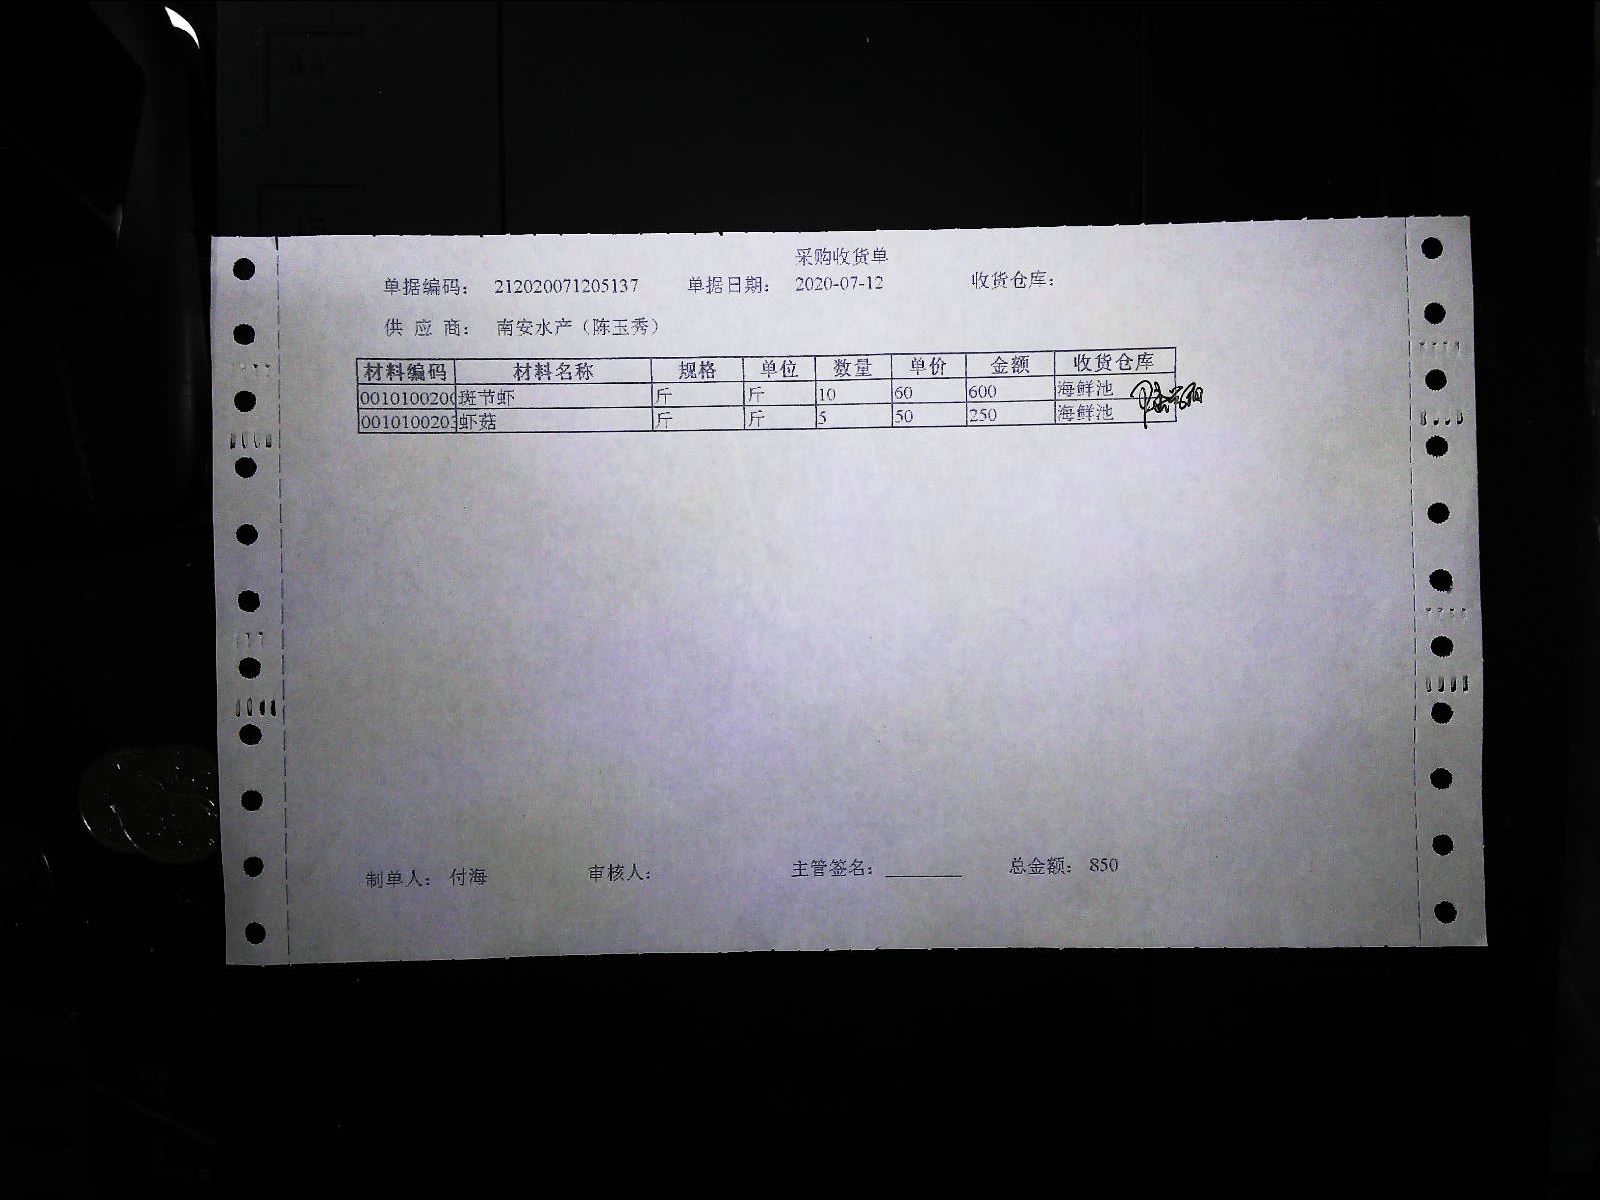 采购收货单
单据编码： 212020071205137 单据日期： 2020-07-12 收货仓库：
供 应 商： 南安水产（陈玉秀）
材料编码 材料名称 规格 单位 数量 单价 金额 收货仓库
0010100200 斑节虾 斤 斤 10 60 600 海鲜池
0010100203 虾菇 斤 斤 5 50 250 海鲜池
制单人： 付海 审核人： 主管签名： 总金额： 850